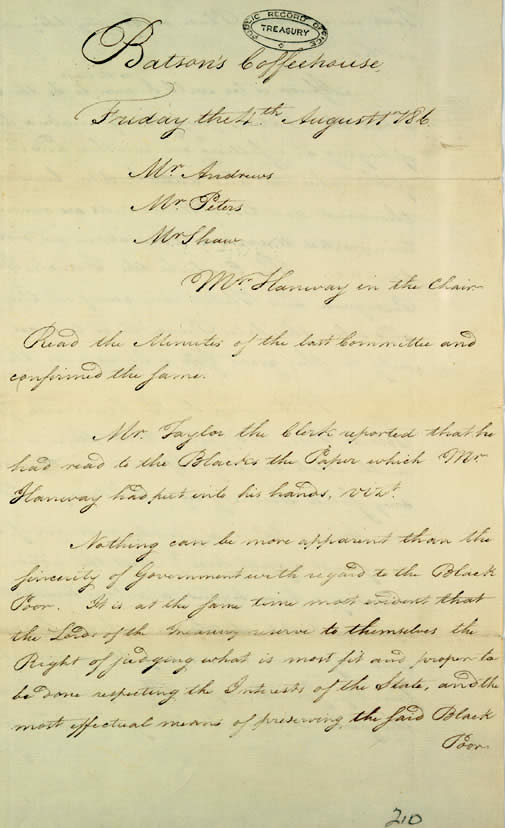 PUBLIC RECORD OFFICE
TREASURY
Batson's Coffeehouse
Friday the 4th August 1786
Mr. Andrews
Mr. Peters
Mr Shaw
Mr. Hanway in the Chair
Read the Minutes of the last Committee and
confirmed the same.
Mr. Taylor the Clerk reported that he
had read to the Blacks the Paper which Mr.
Hanway had put into his hands, vizt.
Nothing can be more apparent than the
sincerity of Government with regard to the Black
Poor. It is at the same time most evident that
the Lords of the Treasury reserve to themselves the
Right of judging what is most fit and proper to
be done respecting the Interests of the State, and the
most effectual means of preserving the said Black
Poor
210